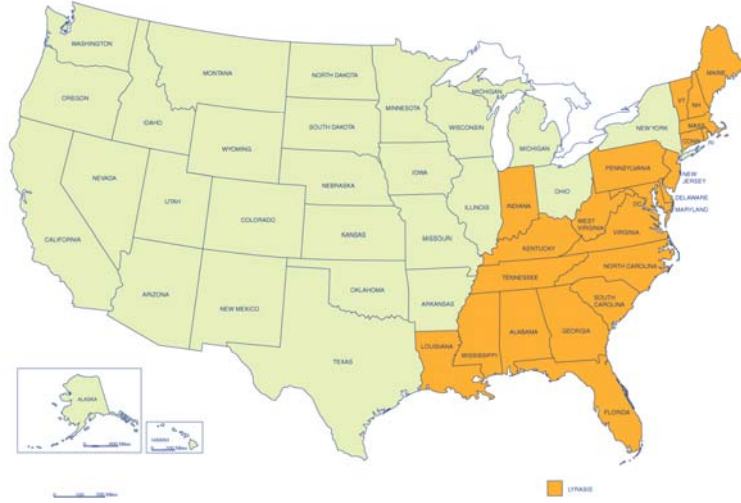 WASHINGTON
MONTANA
NORTH DAKOTA
MINNESOTA
MICHIGAN
MAINE
VT
NH
OREGON
IDAHO
WYOMING
SOUTH DAKOTA
WISCONSIN
MICHIGAN
NEW YORK
MASS
CONN
RI
NEVADA
UTAH
COLORADO
NEBRASKA
IOWA
ILLINOIS
INDIANA
OHIO
PENNSYLVANIA
NEW
JERSEY
DELAWARE
MARYLAND
DC
CALIFORNIA
KANSAS
MISSOURI
KENTUCKY
WEST
VIRGINIA
VIRGINIA
ARIZONA
NEW MEXICO
OKLAHOMA
ARKANSAS
TENNESSEE
NORTH CAROLINA
SOUTH
CAROLINA
TEXAS
LOUISIANA
MISSISSIPPI
ALABAMA
GEORGIA
FLORIDA
ALASKA
HAWAII
LYRASIS